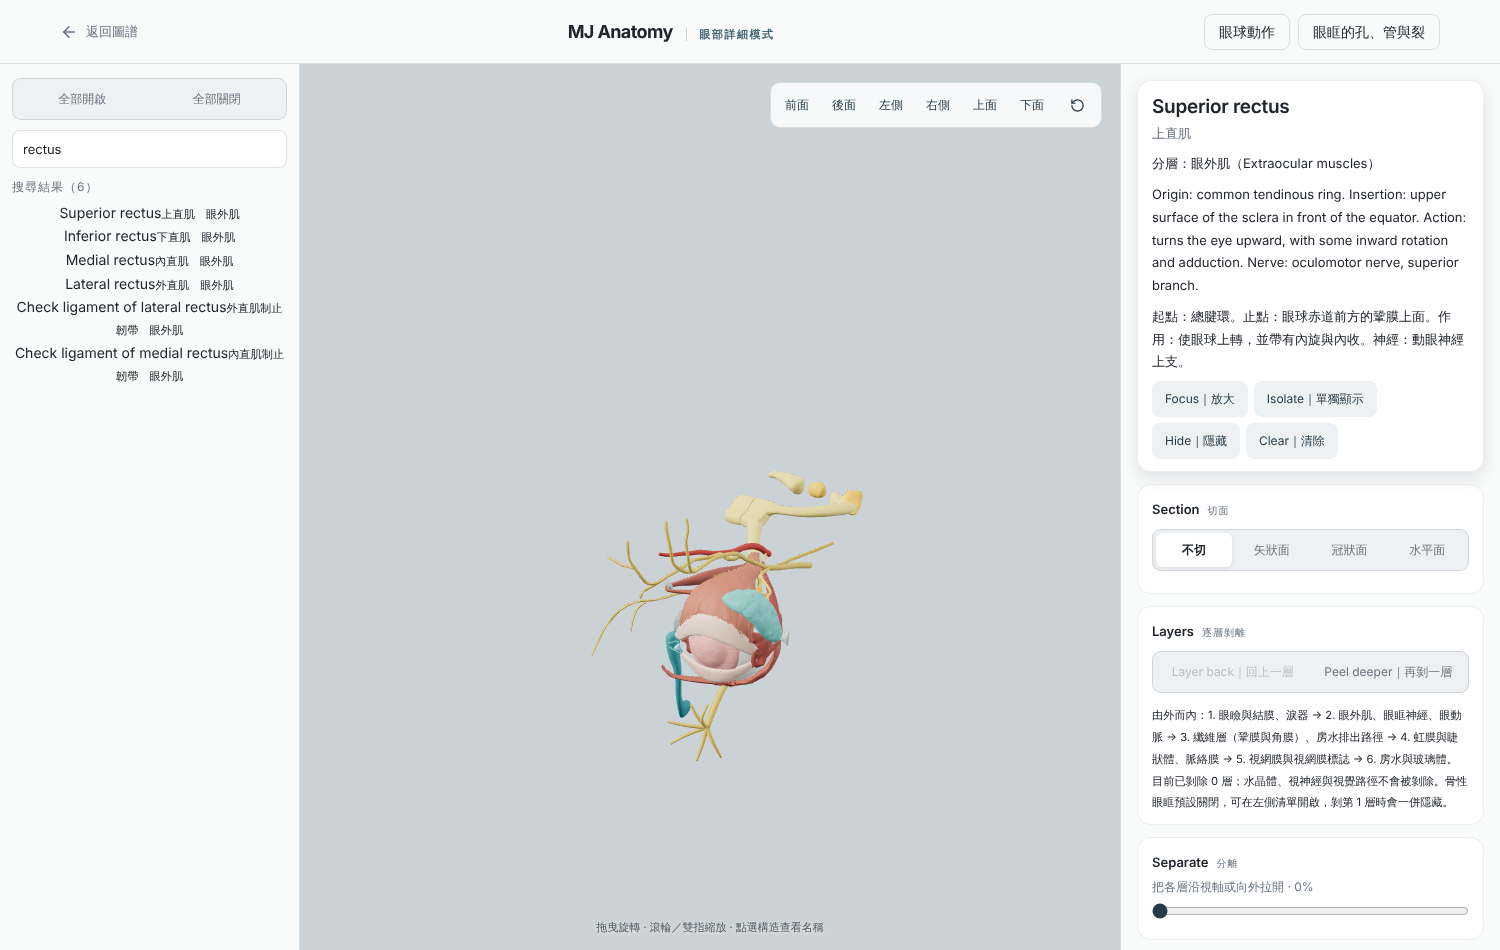 返回圖譜
MJ Anatomy
眼部詳細模式
眼球動作
眼眶的孔、管與裂
全部開啟
全部關閉
rectus
搜尋結果（6）
Superior rectus上直肌 眼外肌
Inferior rectus下直肌 眼外肌
Medial rectus內直肌 眼外肌
Lateral rectus外直肌 眼外肌
Check ligament of lateral rectus外直肌制止
韌帶 眼外肌
Check ligament of medial rectus內直肌制止
韌帶 眼外肌
前面
後面
左側
右側
上面
下面
拖曳旋轉 · 滾輪／雙指縮放 · 點選構造查看名稱
Superior rectus
上直肌
分層：眼外肌（Extraocular muscles）
Origin: common tendinous ring. Insertion: upper
surface of the sclera in front of the equator. Action:
turns the eye upward, with some inward rotation
and adduction. Nerve: oculomotor nerve, superior
branch.
起點：總腱環。止點：眼球赤道前方的鞏膜上面。作
用：使眼球上轉，並帶有內旋與內收。神經：動眼神經
上支。
Focus｜放大
Isolate｜單獨顯示
Hide｜隱藏
Clear｜清除
Section 切面
不切
矢狀面
冠狀面
水平面
Layers 逐層剝離
Layer back｜回上一層
Peel deeper｜再剝一層
由外而內：1. 眼瞼與結膜、淚器 → 2. 眼外肌、眼眶神經、眼動
脈 → 3. 纖維層（鞏膜與角膜）、房水排出路徑 → 4. 虹膜與睫
狀體、脈絡膜 → 5. 視網膜與視網膜標誌 → 6. 房水與玻璃體。
目前已剝除 0 層；水晶體、視神經與視覺路徑不會被剝除。骨性
眼眶預設關閉，可在左側清單開啟，剝第 1 層時會一併隱藏。
Separate 分離
把各層沿視軸或向外拉開 · 0%